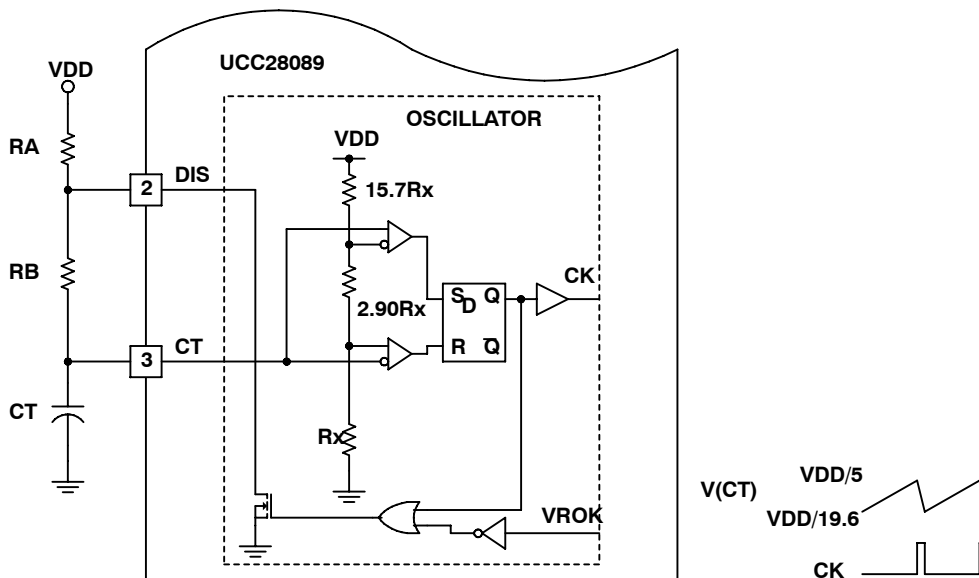 UCC28089
VDD
OSCILLATOR
VDD
RA
2
DIS
15.7Rx
RB
CK
S
D
Q
2.90Rx
3
CT
R
Q̅
CT
Rx
V(CT)
VDD/5
VDD/19.6
VROK
CK